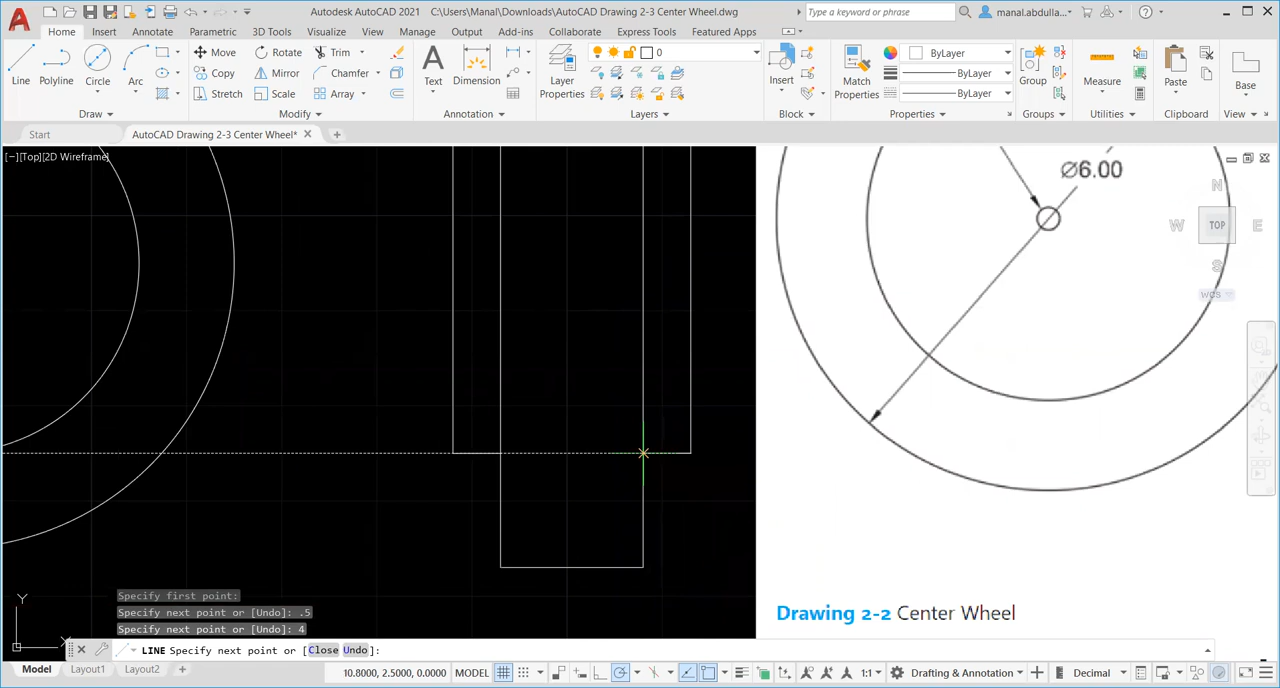 Autodesk AutoCAD 2021 C:\Users\Manal\Downloads\AutoCAD Drawing 2-3 Center Wheel.dwg
Type a keyword or phrase
manal.abdulla...
Home Insert Annotate Parametric 3D Tools Visualize View Manage Output Add-ins Collaborate Express Tools Featured Apps
Line Polyline Circle Arc
Move Rotate Trim
Copy Mirror Chamfer
Stretch Scale Array
Text Dimension
Layer Properties
0
Insert
Match Properties
ByLayer
ByLayer
ByLayer
Group
Measure
Paste
Base
Draw Modify Annotation Layers Block Properties Groups Utilities Clipboard View
Start AutoCAD Drawing 2-3 Center Wheel*
[−][Top][2D Wireframe]
Ø6.00
N
W TOP E
S
WCS
Drawing 2-2 Center Wheel
Y
X
Specify first point:
Specify next point or [Undo]: .5
Specify next point or [Undo]: 4
LINE Specify next point or [Close Undo]:
Model Layout1 Layout2
10.8000, 2.5000, 0.0000 MODEL 1:1 Drafting & Annotation Decimal